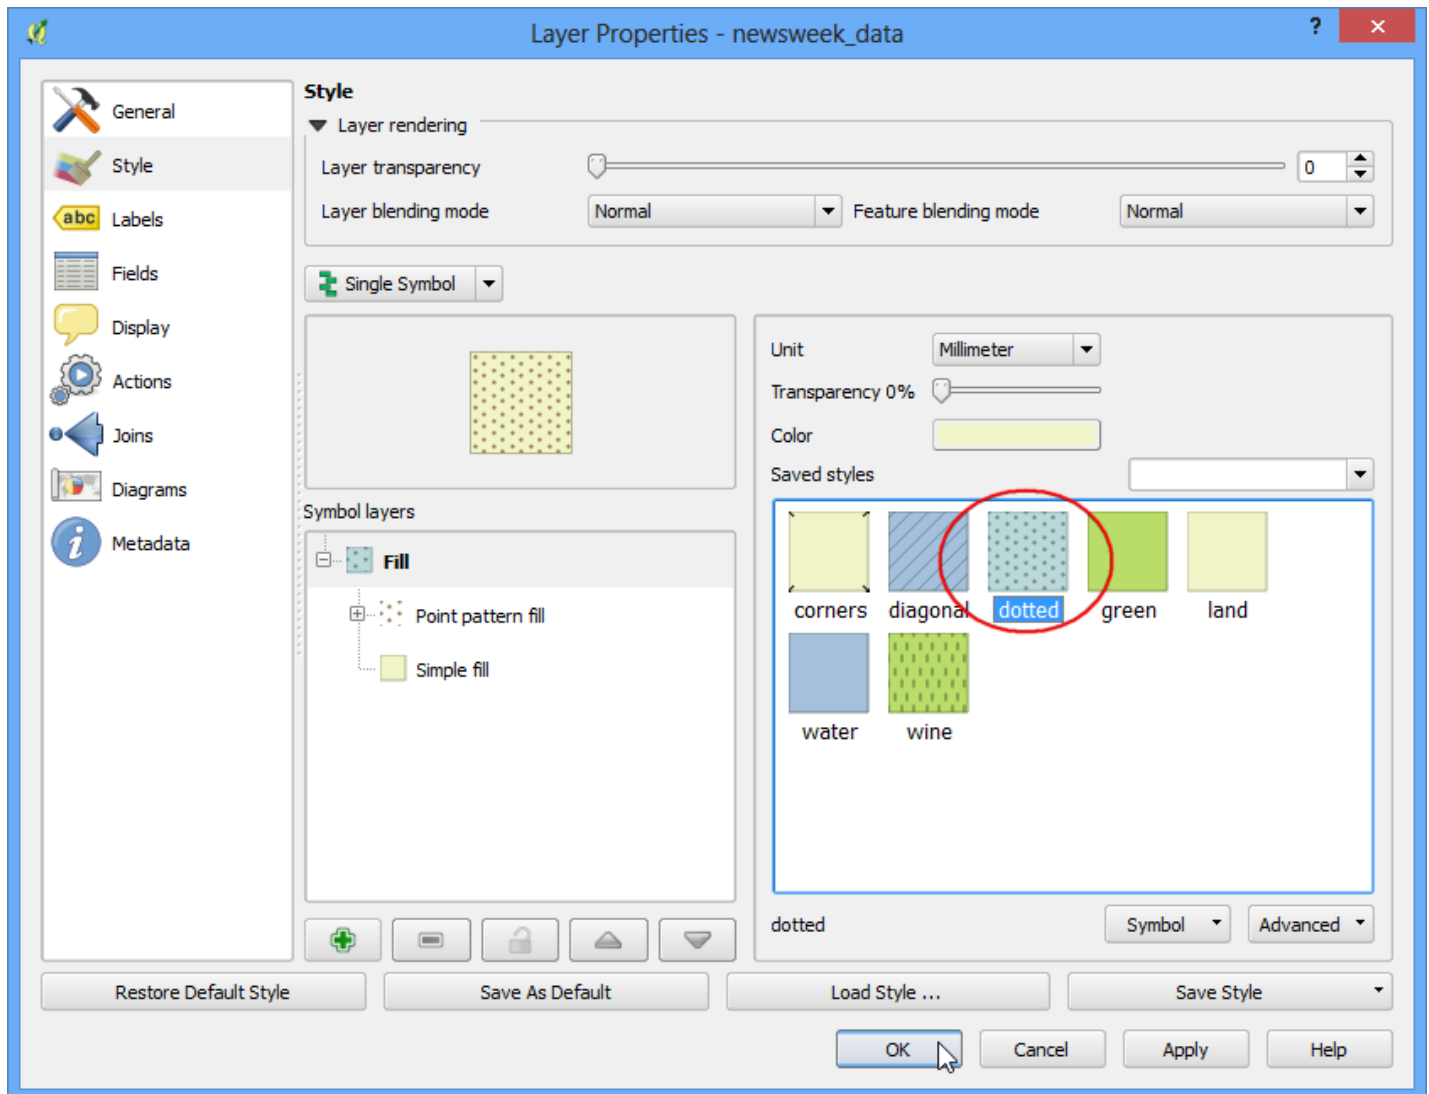 Layer Properties - newsweek_data
?
General
Style
abc Labels
Fields
Display
Actions
Joins
Diagrams
i Metadata
Style
Layer rendering
Layer transparency 0
Layer blending mode Normal Feature blending mode Normal
Single Symbol
Symbol layers
Fill
Point pattern fill
Simple fill
Unit Millimeter
Transparency 0%
Color
Saved styles
corners diagonal dotted green land
water wine
dotted Symbol Advanced
Restore Default Style Save As Default Load Style ... Save Style
OK Cancel Apply Help